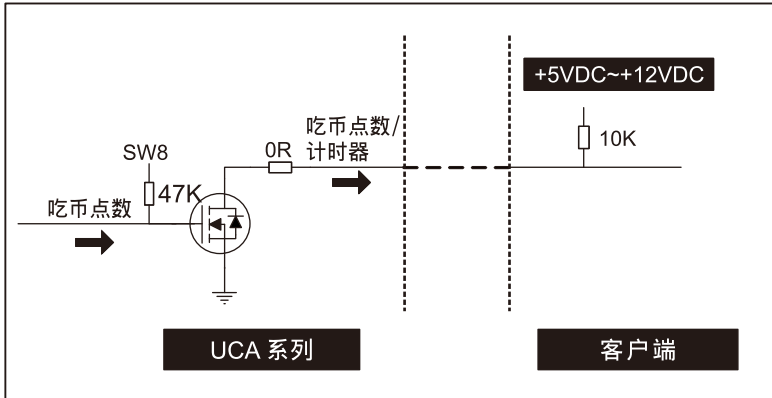 +5VDC~+12VDC
吃币点数/
计时器
10K
0R
SW8
47K
吃币点数
UCA 系列
客户端